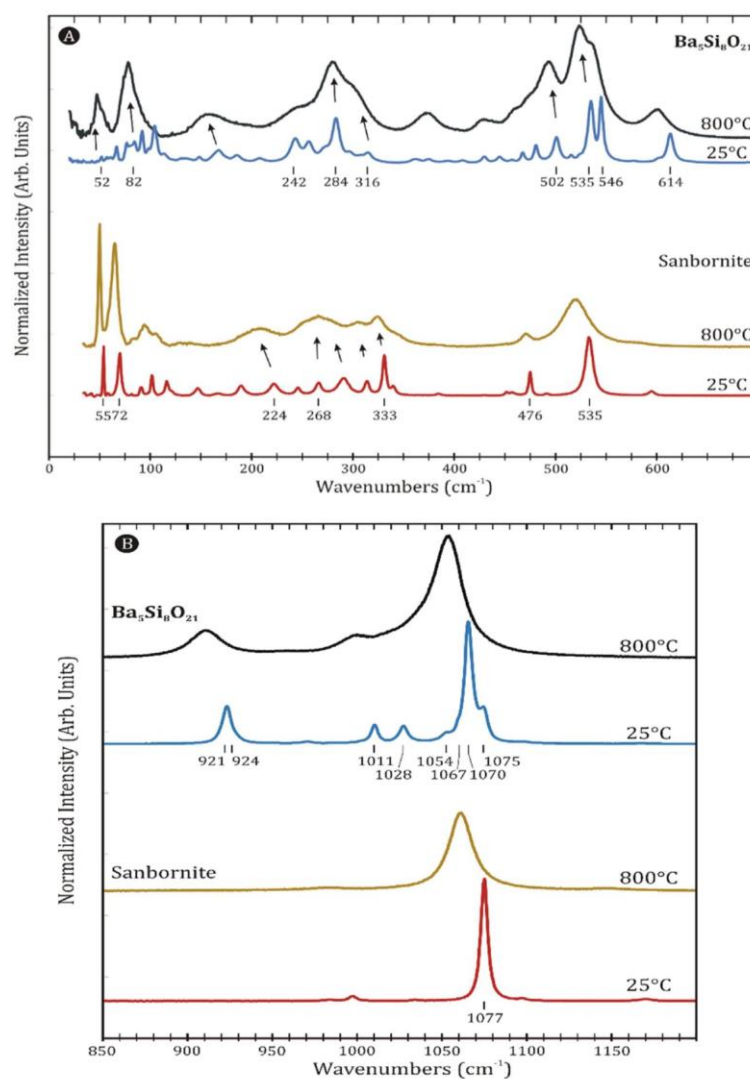 A
Ba₅Si₈O₂₁
800°C
25°C
52 82 242 284 316 502 535 546 614
Sanbornite
800°C
25°C
5572 224 268 333 476 535
Normalized Intensity (Arb. Units)
0 100 200 300 400 500 600
Wavenumbers (cm⁻¹)
B
Ba₅Si₈O₂₁
800°C
25°C
921 924 1011 1054 1075
1028 1067 1070
Sanbornite
800°C
25°C
1077
Normalized Intensity (Arb. Units)
850 900 950 1000 1050 1100 1150
Wavenumbers (cm⁻¹)